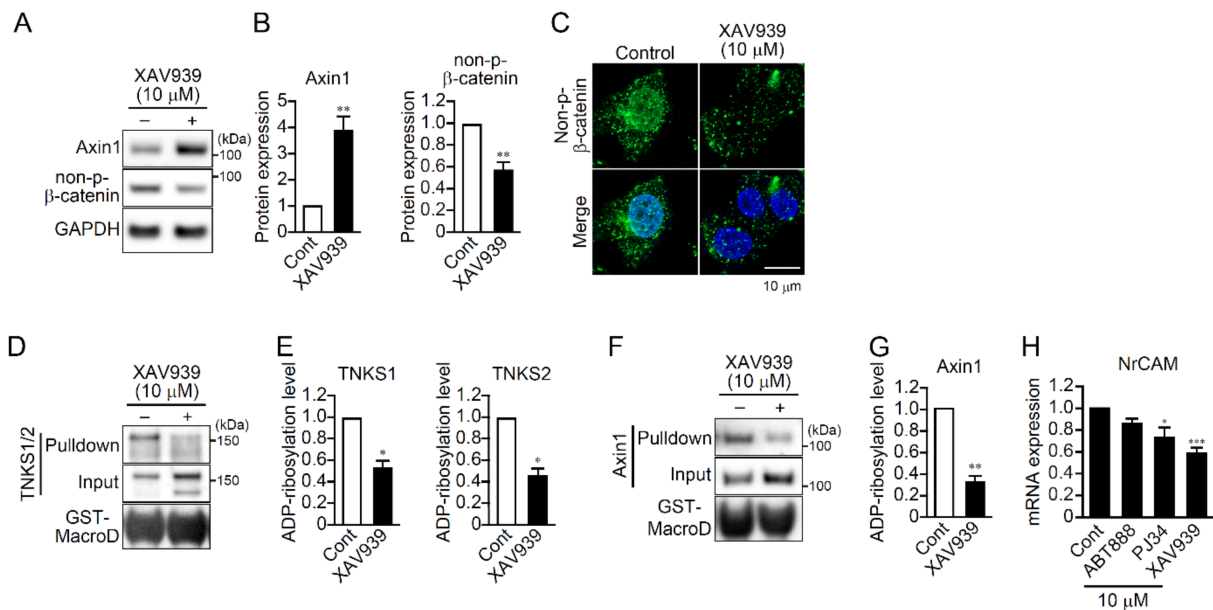 A
XAV939
(10 μM)
− +
(kDa)
Axin1
100
100
non-p-
β-catenin
GAPDH
B
Axin1
Protein expression
5
4
3
2
1
0
**
Cont
XAV939
non-p-
β-catenin
Protein expression
1.2
1.0
0.8
0.6
0.4
0.2
0
**
Cont
XAV939
C
Control
XAV939
(10 μM)
Non-p-
β-catenin
Merge
10 μm
D
XAV939
(10 μM)
− +
(kDa)
TNKS1/2
Pulldown
150
Input
150
GST-
MacroD
E
TNKS1
ADP-ribosylation level
1.2
1.0
0.8
0.6
0.4
0.2
0
*
Cont
XAV939
TNKS2
ADP-ribosylation level
1.2
1.0
0.8
0.6
0.4
0.2
0
*
Cont
XAV939
F
XAV939
(10 μM)
− +
(kDa)
Axin1
Pulldown
100
Input
100
GST-
MacroD
G
Axin1
ADP-ribosylation level
1.2
1.0
0.8
0.6
0.4
0.2
0
**
Cont
XAV939
H
NrCAM
mRNA expression
1.2
1.0
0.8
0.6
0.4
0.2
0
*
***
Cont
ABT888
PJ34
XAV939
10 μM